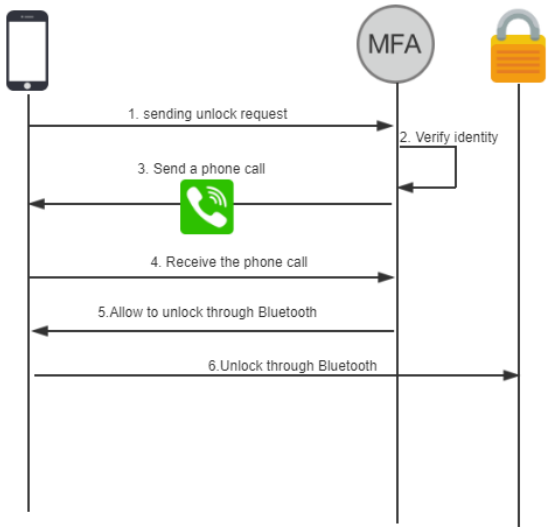 MFA
1. sending unlock request
2. Verify identity
3. Send a phone call
4. Receive the phone call
5.Allow to unlock through Bluetooth
6.Unlock through Bluetooth